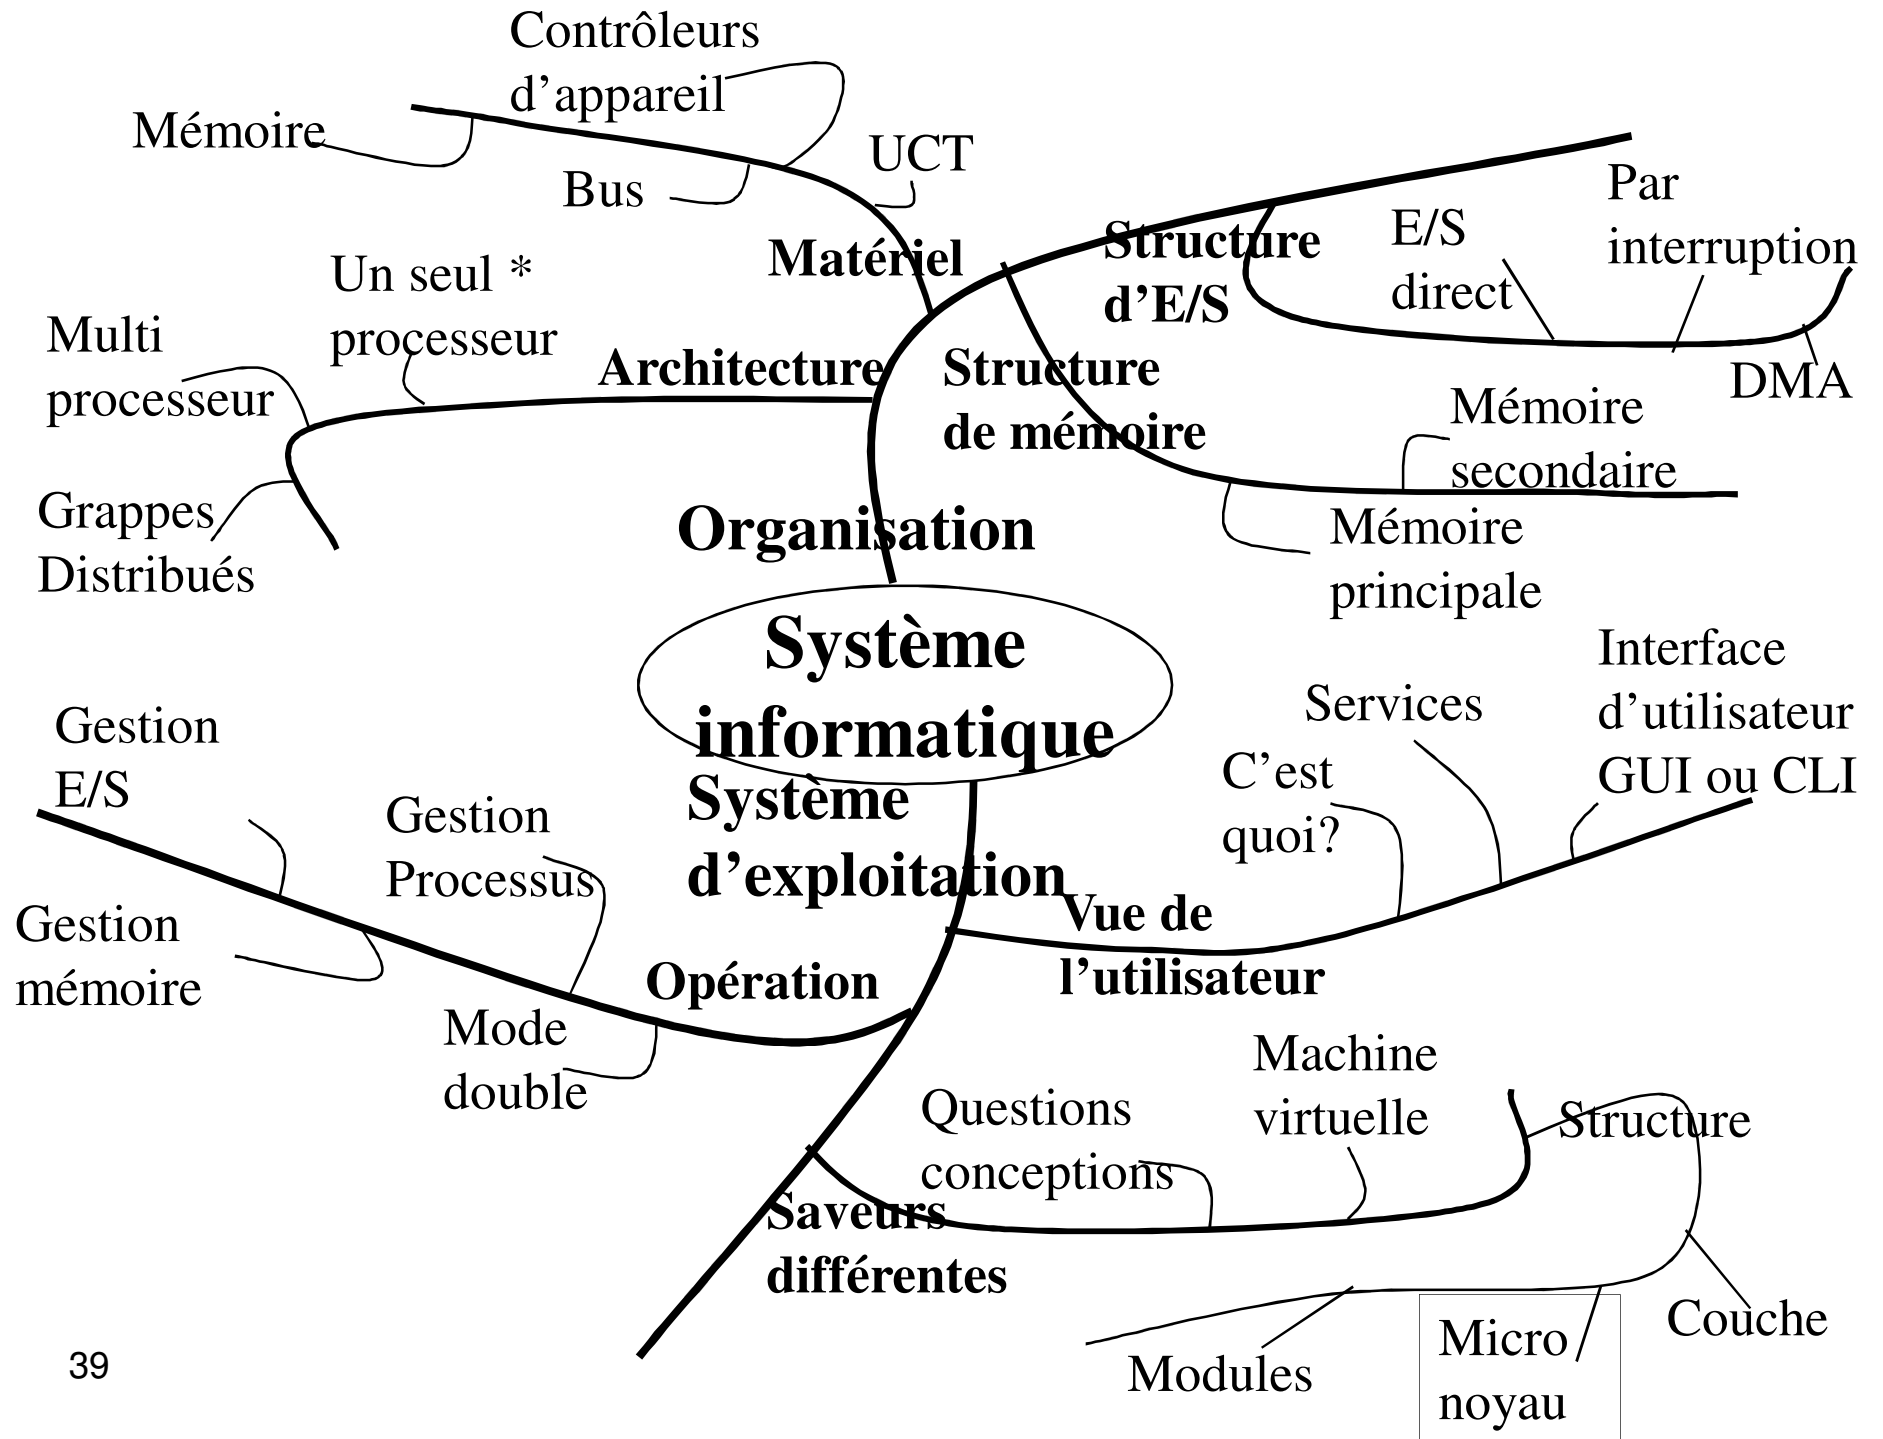 Contrôleurs
d’appareil
Mémoire
UCT
Bus
Matériel
Un seul *
processeur
Multi
processeur
Architecture
Grappes
Distribués
Structure
d’E/S
E/S
direct
Par
interruption
DMA
Structure
de mémoire
Mémoire
secondaire
Mémoire
principale
Organisation
Système
informatique
Système
d’exploitation
Gestion
E/S
Gestion
Processus
Gestion
mémoire
Opération
Mode
double
Vue de
l’utilisateur
C’est
quoi?
Services
Interface
d’utilisateur
GUI ou CLI
Questions
conceptions
Machine
virtuelle
Structure
Saveurs
différentes
Couche
Micro
noyau
Modules
39